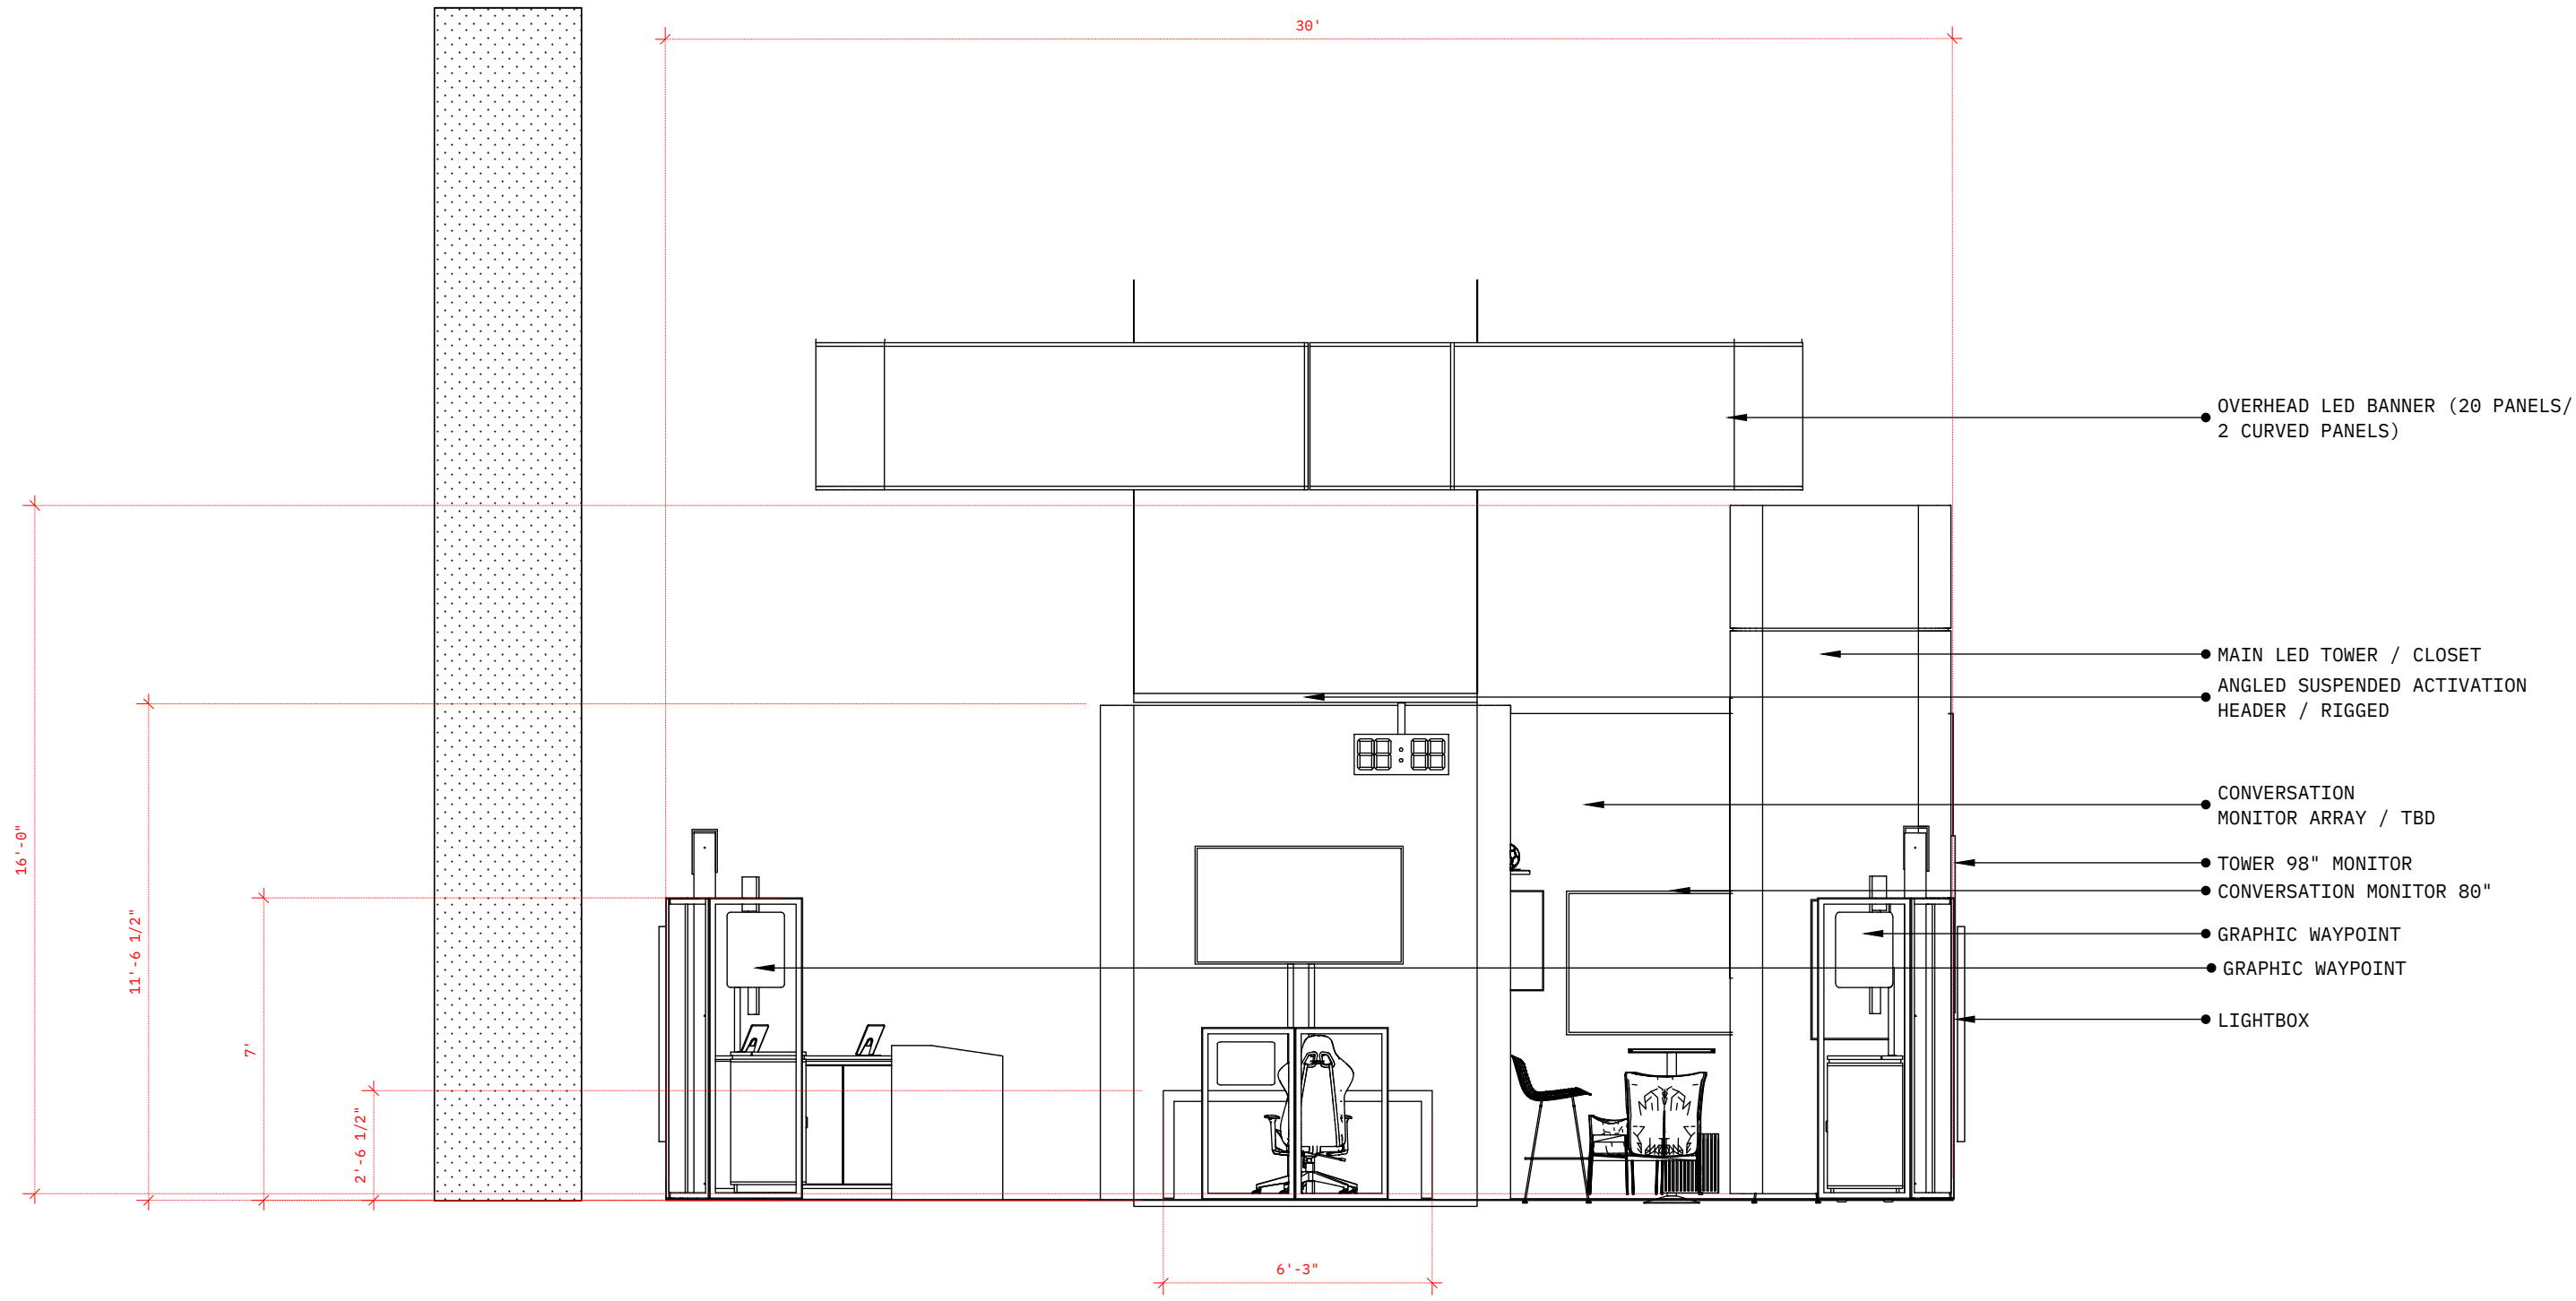 30'
OVERHEAD LED BANNER (20 PANELS/
2 CURVED PANELS)
MAIN LED TOWER / CLOSET
ANGLED SUSPENDED ACTIVATION
HEADER / RIGGED
88:88
CONVERSATION
MONITOR ARRAY / TBD
TOWER 98" MONITOR
CONVERSATION MONITOR 80"
GRAPHIC WAYPOINT
GRAPHIC WAYPOINT
LIGHTBOX
16'-0"
11'-6 1/2"
7'
2'-6 1/2"
6'-3"